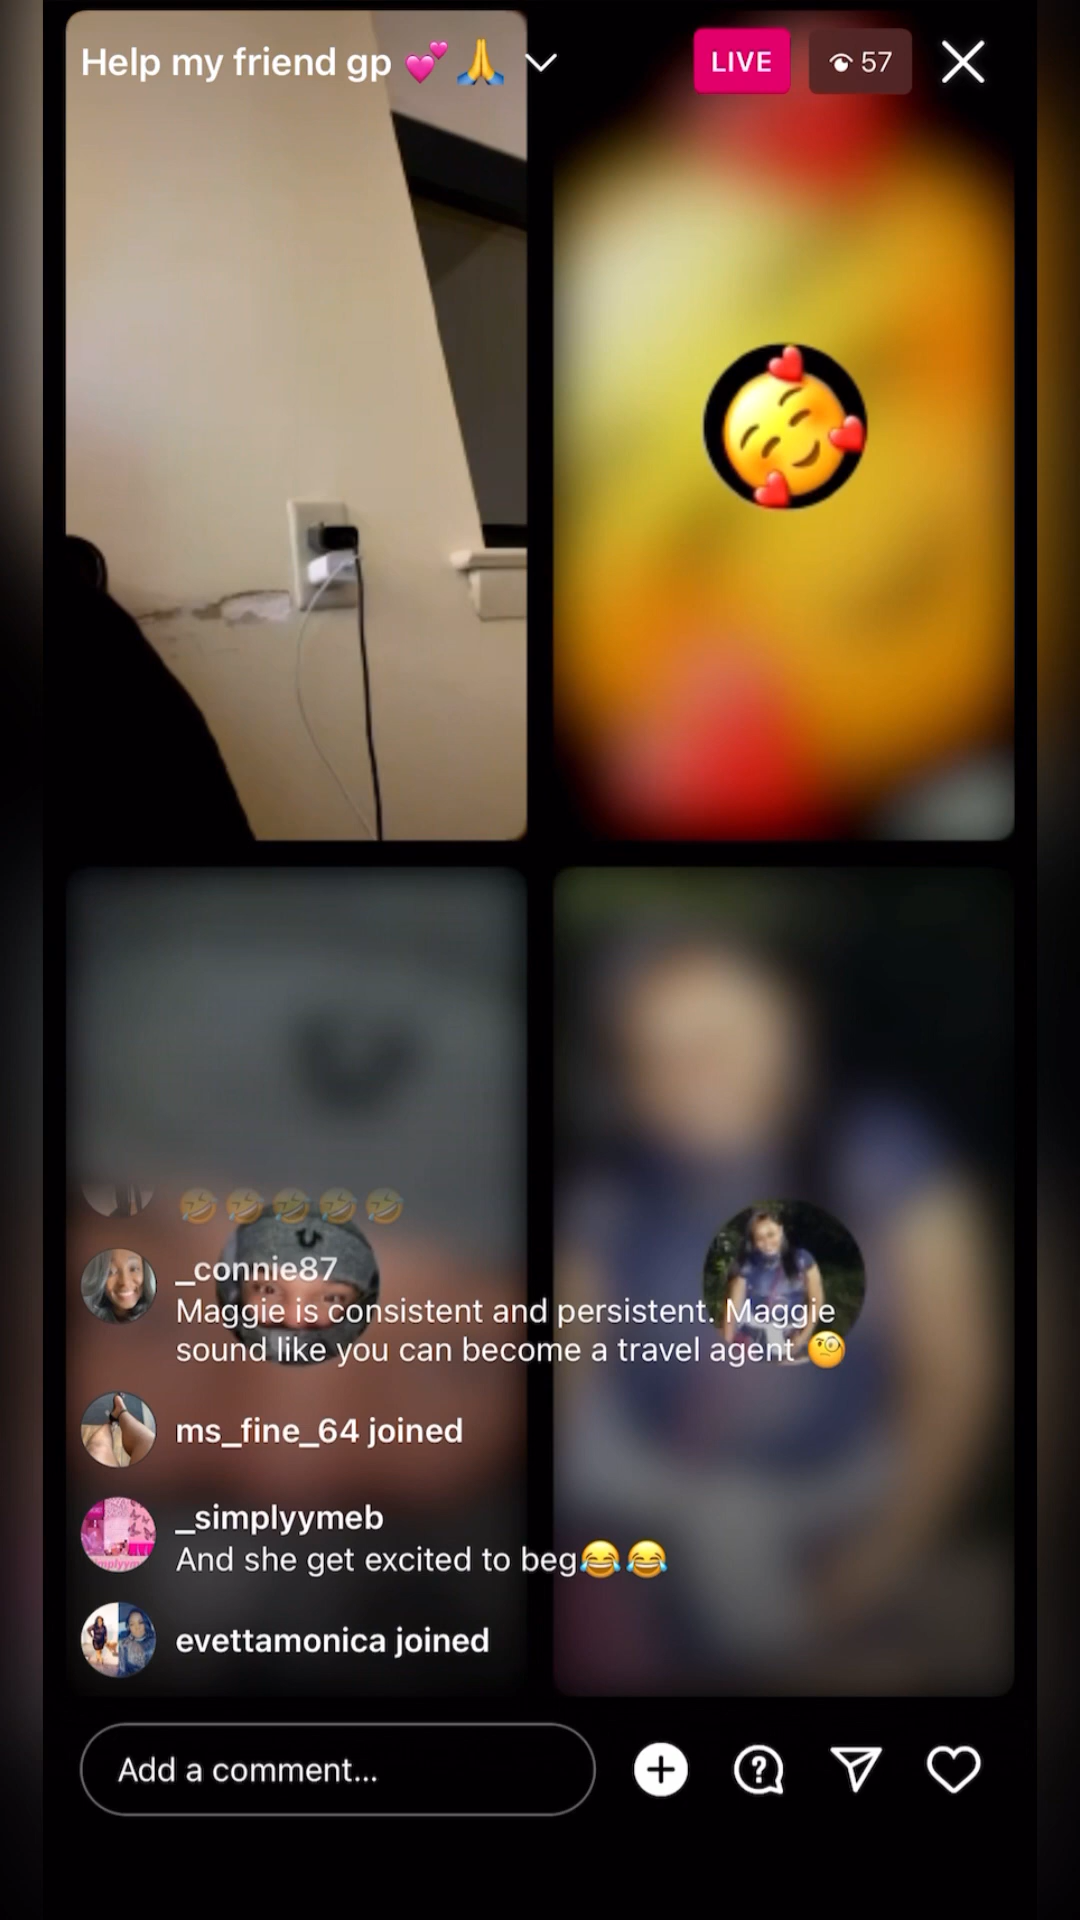 Help my friend gp 💕 🙏
LIVE
57
🤣🤣🤣🤣🤣
_connie87
Maggie is consistent and persistent. Maggie
sound like you can become a travel agent 🧐
ms_fine_64 joined
_simplyymeb
And she get excited to beg😂😂
evettamonica joined
Add a comment...